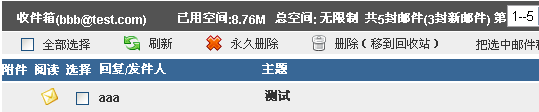 收件箱(bbb@test.com) 已用空间:8.76M 总空间: 无限制 共5封邮件(3封新邮件) 第 1--5
全部选择 刷新 永久删除 删除（移到回收站） 把选中邮件
附件 阅读 选择 回复/发件人 主题
aaa 测试